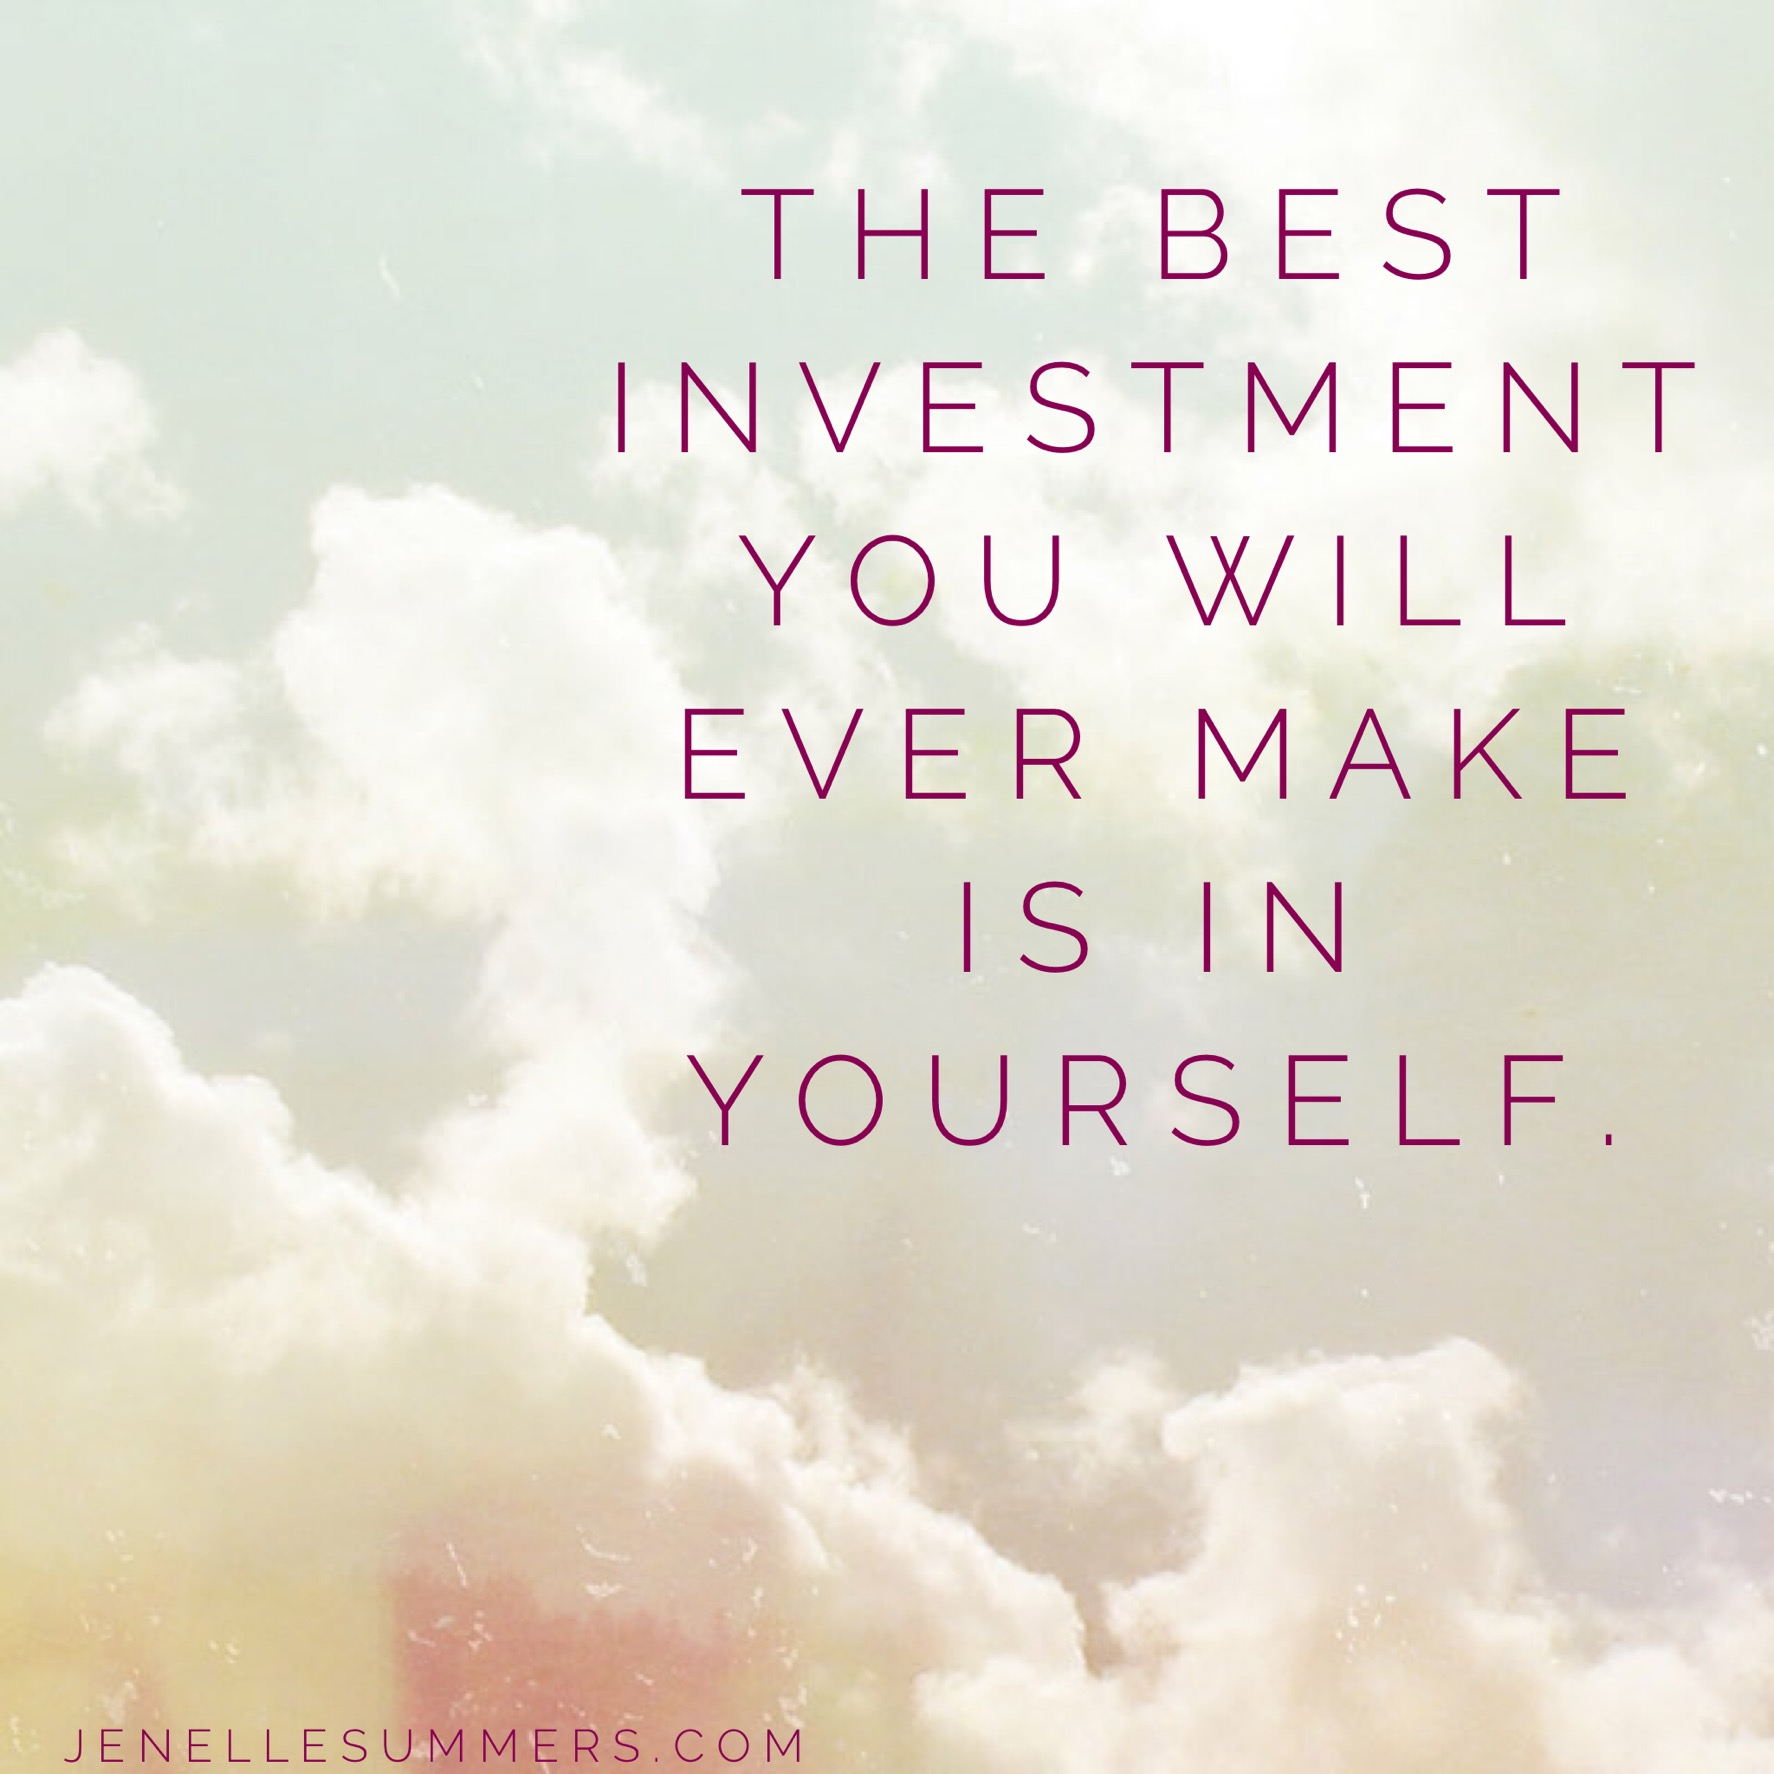 THE BEST
INVESTMENT
YOU WILL
EVER MAKE
IS IN
YOURSELF.
JENELLESUMMERS.COM